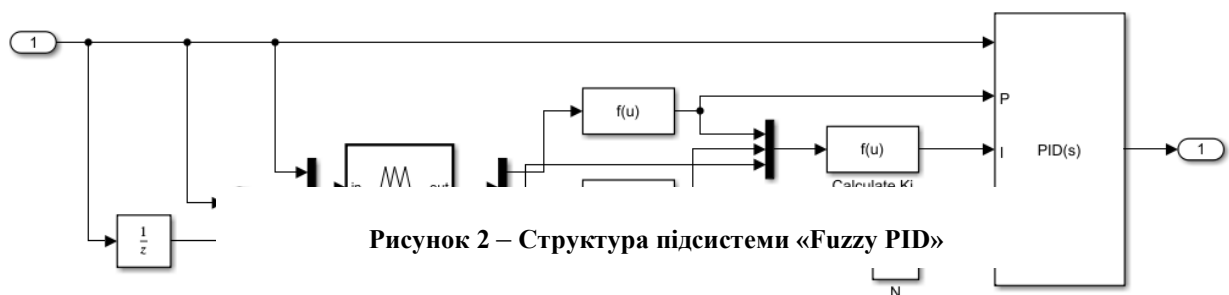 1
f(u)
P
f(u)
I
PID(s)
1
Calculate Ki
1
z
Рисунок 2 – Структура підсистеми «Fuzzy PID»
N